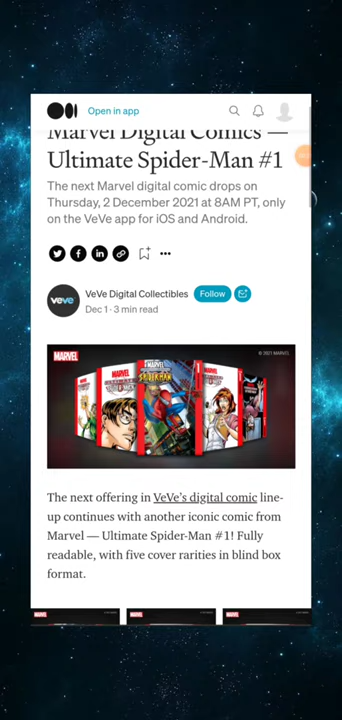 Open in app
Marvel Digital Comics —
Ultimate Spider-Man #1
The next Marvel digital comic drops on
Thursday, 2 December 2021 at 8AM PT, only
on the VeVe app for iOS and Android.
veve
VeVe Digital Collectibles Follow
Dec 1 · 3 min read
MARVEL
© 2021 MARVEL
MARVEL
MARVEL
MARVEL
SPIDER-MAN
The next offering in VeVe's digital comic line-
up continues with another iconic comic from
Marvel — Ultimate Spider-Man #1! Fully
readable, with five cover rarities in blind box
format.
MARVEL MARVEL MARVEL